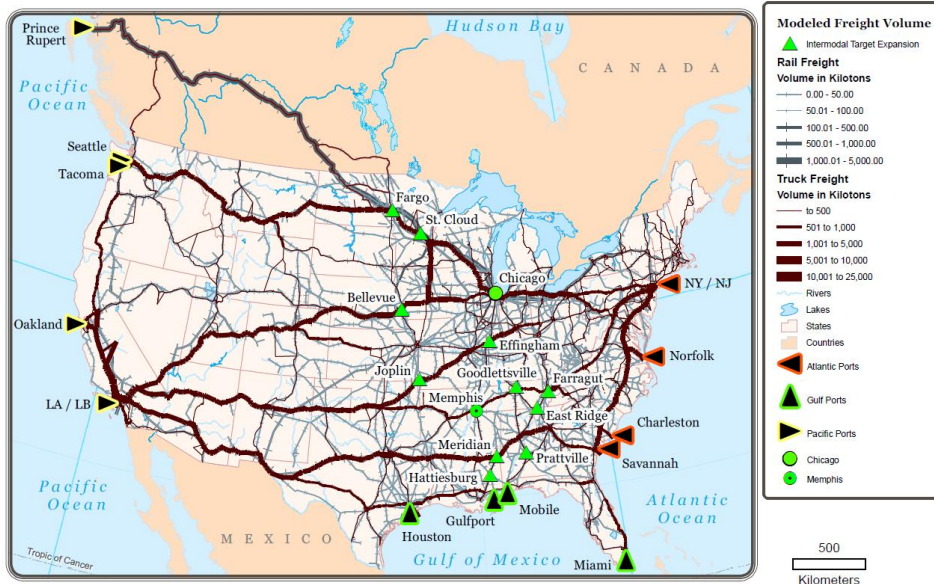 Prince
Rupert
Hudson Bay
CANADA
Pacific
Ocean
Seattle
Tacoma
Fargo
St. Cloud
Chicago
NY / NJ
Bellevue
Oakland
Effingham
Norfolk
Joplin
Goodlettsville
Farragut
Memphis
LA / LB
East Ridge
Charleston
Meridian
Prattville
Savannah
Hattiesburg
Pacific
Ocean
Atlantic
Ocean
Gulfport
Mobile
Houston
MEXICO
Gulf of Mexico
Miami
Tropic of Cancer
Modeled Freight Volume
Intermodal Target Expansion
Rail Freight
Volume in Kilotons
0.00 - 50.00
50.01 - 100.00
100.01 - 500.00
500.01 - 1,000.00
1,000.01 - 5,000.00
Truck Freight
Volume in Kilotons
to 500
501 to 1,000
1,001 to 5,000
5,001 to 10,000
10,001 to 25,000
Rivers
Lakes
States
Countries
Atlantic Ports
Gulf Ports
Pacific Ports
Chicago
Memphis
500
Kilometers